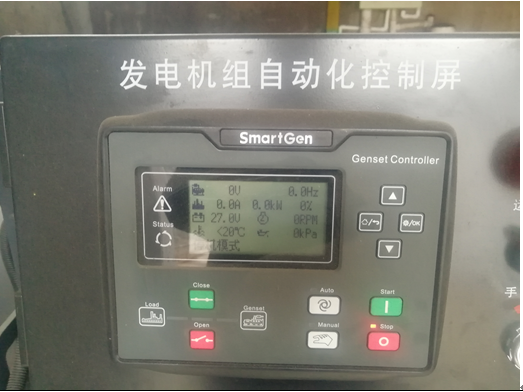 发电机组自动化控制屏
SmartGen
Genset Controller
Alarm
Status
0V 0.0Hz
0.0A 0.0kW 0%
27.0V 0RPM
<20°C 0kPa
模式
/OK
Load
Close
Open
Genset
Auto
Manual
Start
Stop
手